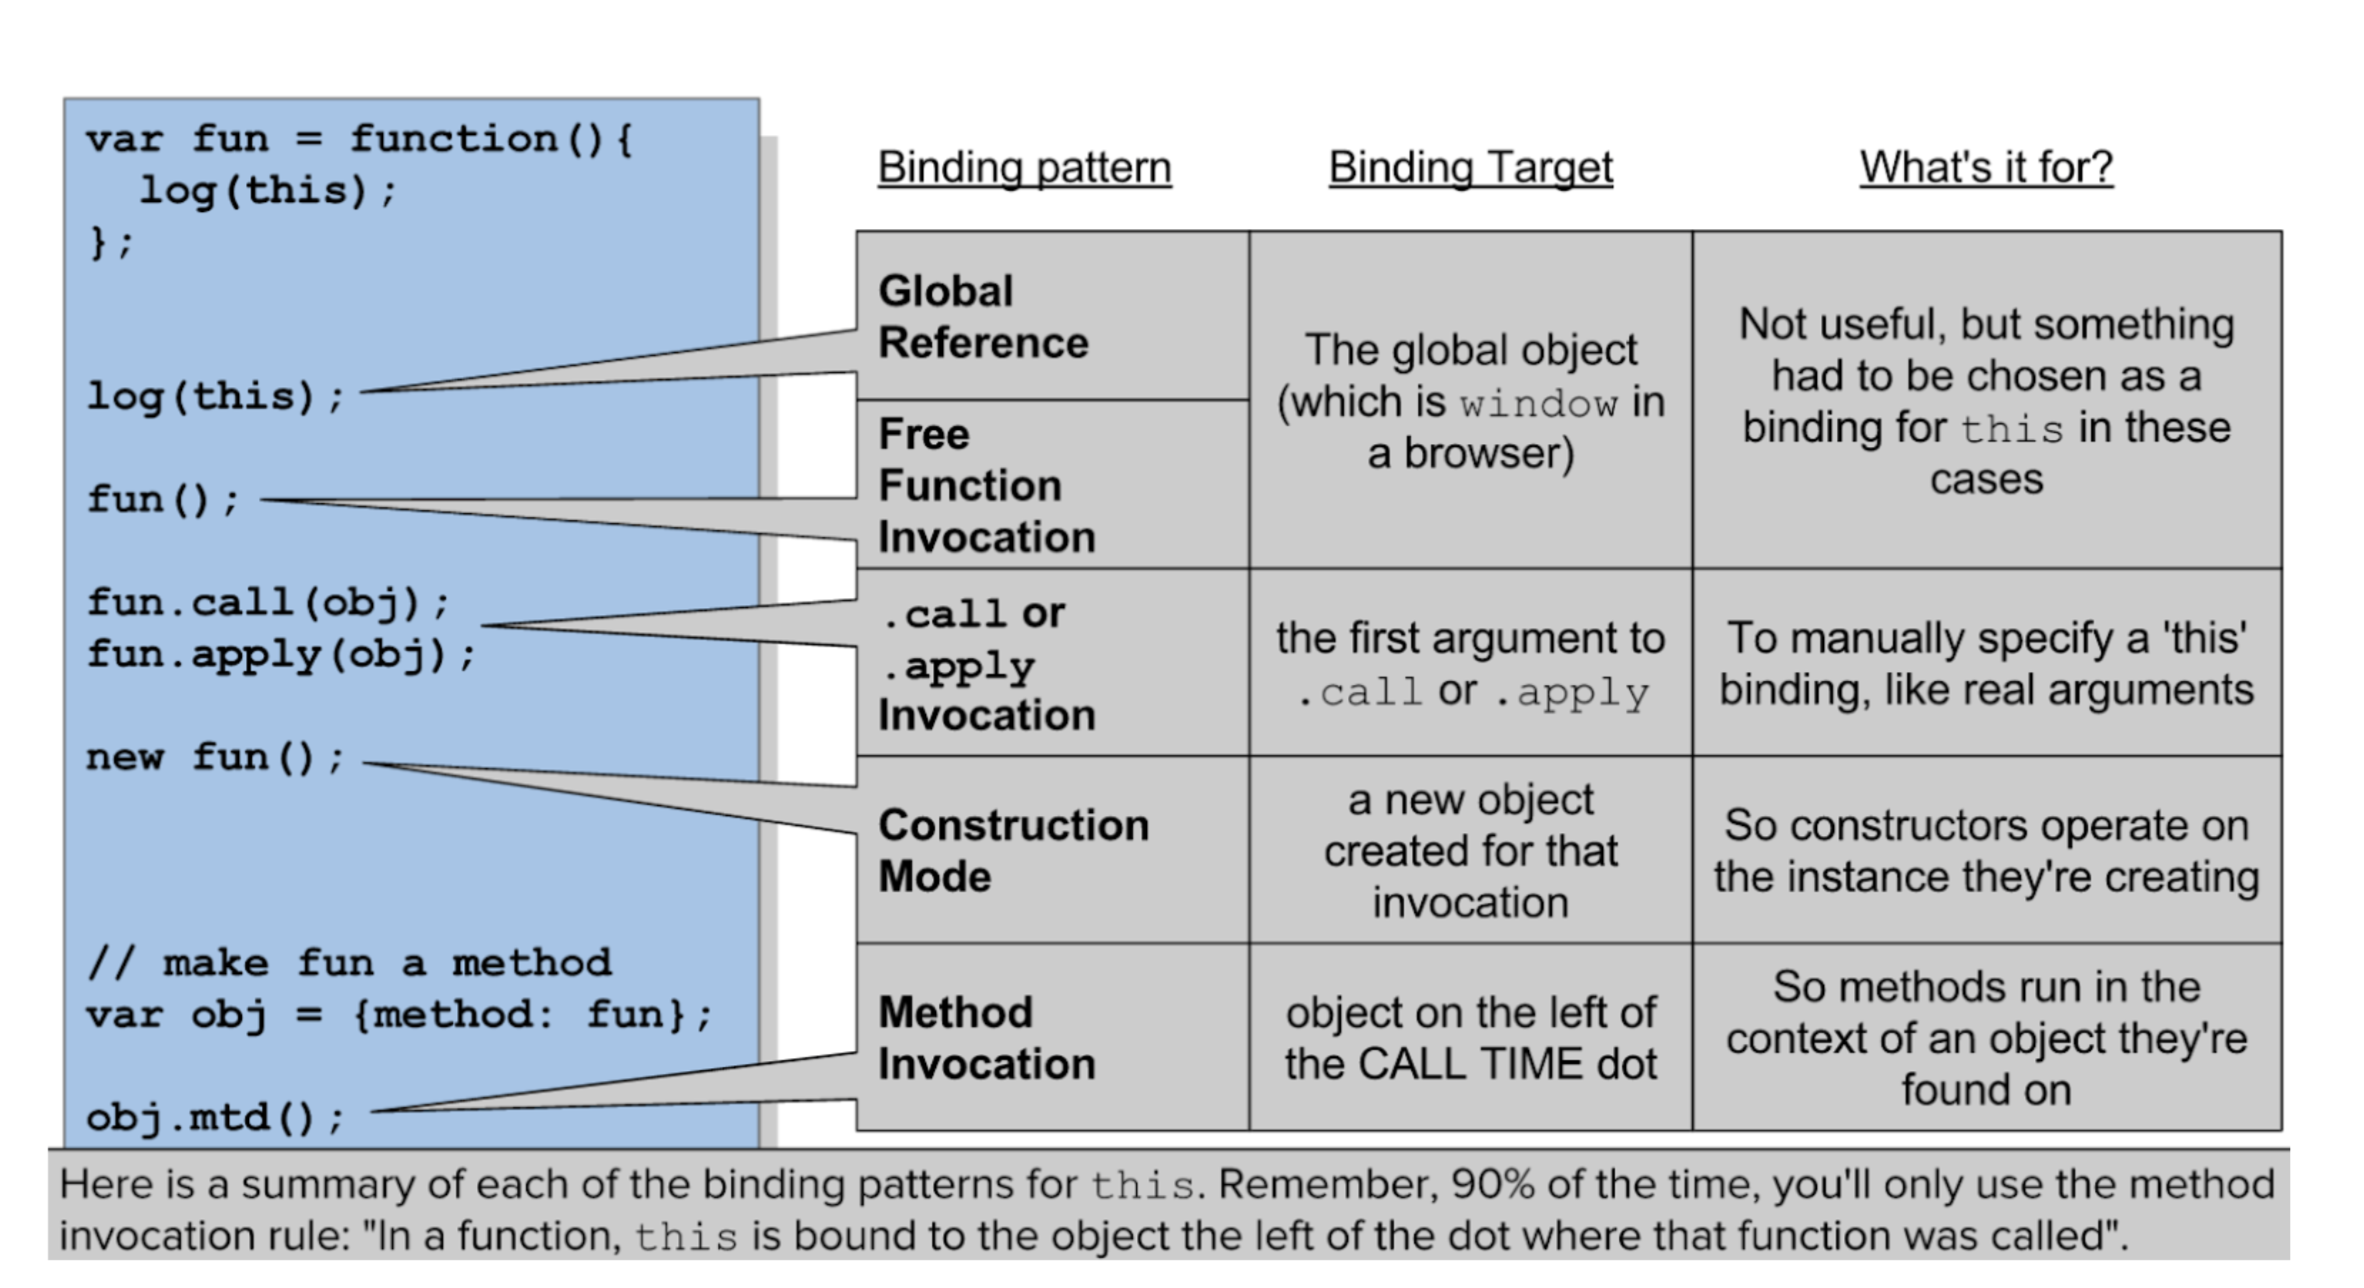 var fun = function(){
  log(this);
};
log(this);
fun();
fun.call(obj);
fun.apply(obj);
new fun();
// make fun a method
var obj = {method: fun};
obj.mtd();
Binding pattern
Binding Target
What's it for?
Global
Reference
Free
Function
Invocation
The global object
(which is window in
a browser)
Not useful, but something
had to be chosen as a
binding for this in these
cases
.call or
.apply
Invocation
the first argument to
.call or .apply
To manually specify a 'this'
binding, like real arguments
Construction
Mode
a new object
created for that
invocation
So constructors operate on
the instance they're creating
Method
Invocation
object on the left of
the CALL TIME dot
So methods run in the
context of an object they're
found on
Here is a summary of each of the binding patterns for this. Remember, 90% of the time, you'll only use the method
invocation rule: "In a function, this is bound to the object the left of the dot where that function was called".